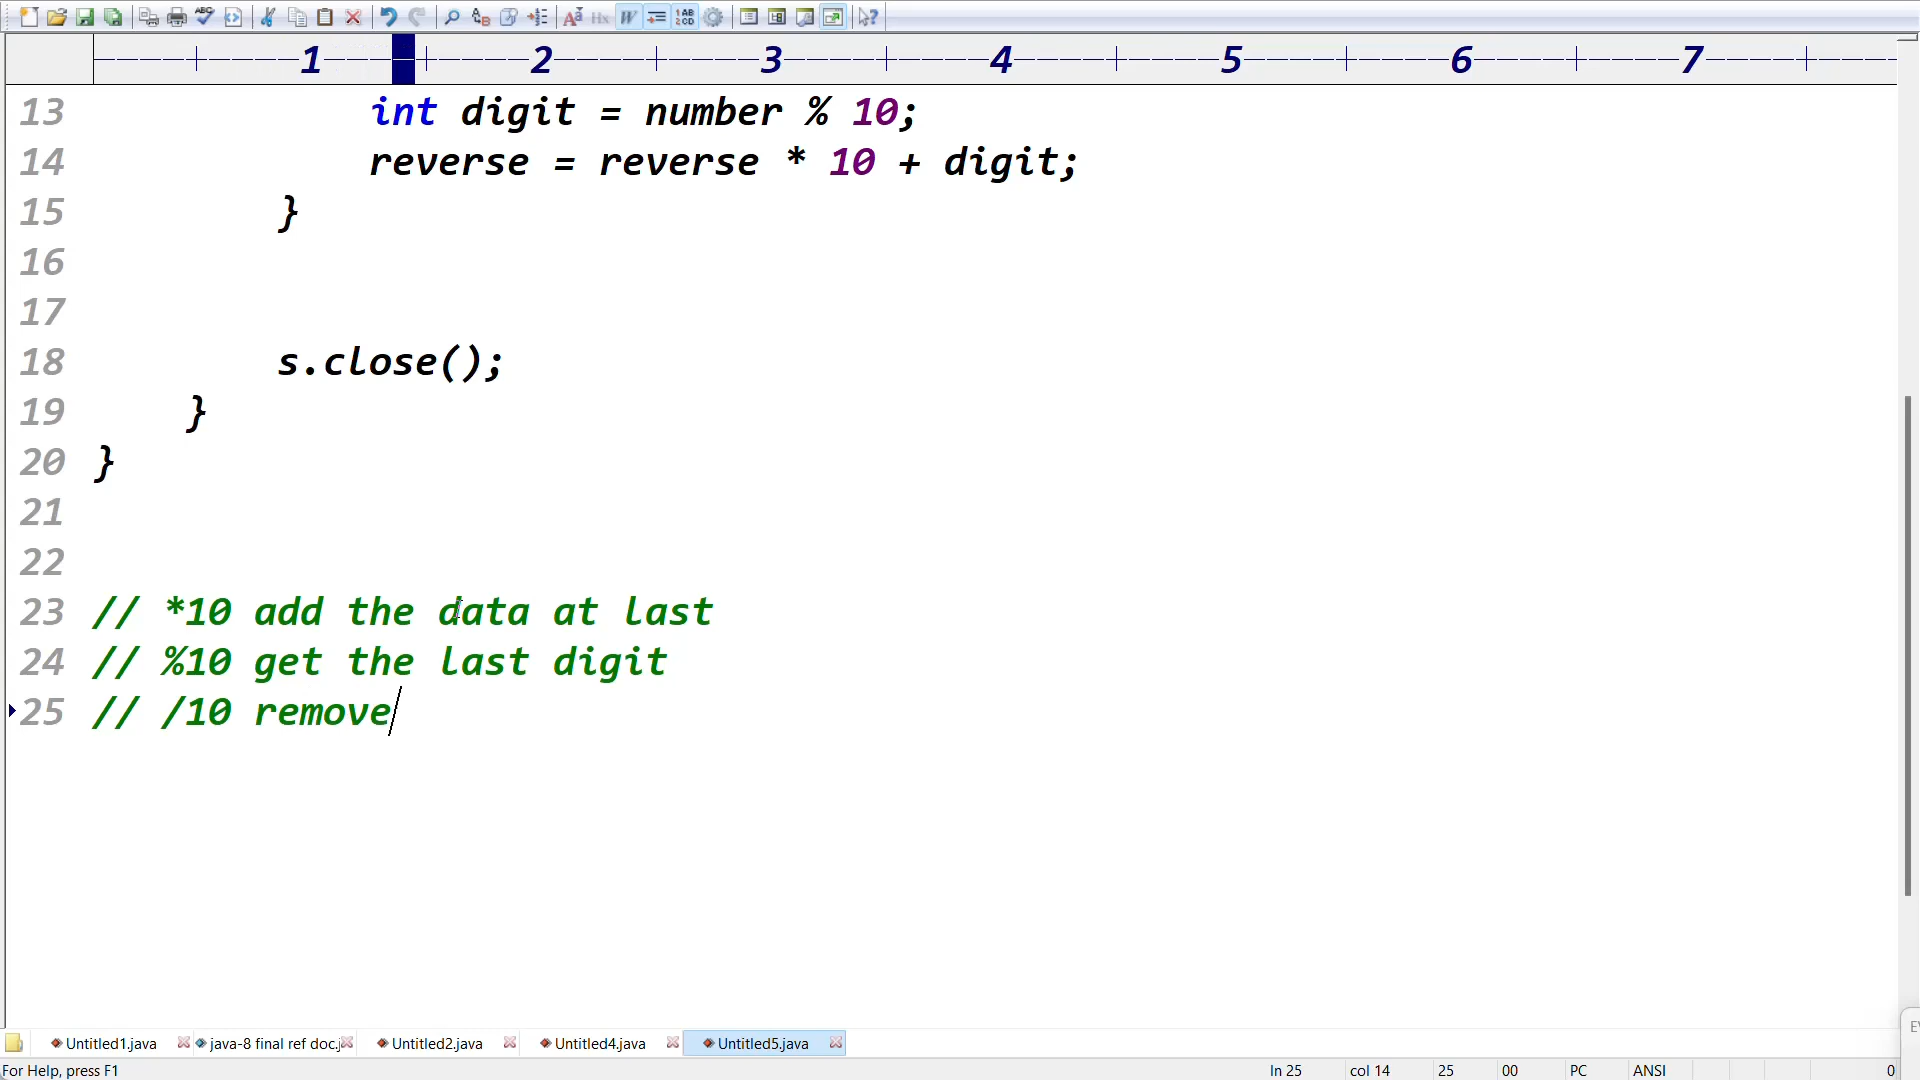 1 2 3 4 5 6 7
13 int digit = number % 10;
14 reverse = reverse * 10 + digit;
15 }
16
17
18 s.close();
19 }
20 }
21
22
23 // *10 add the data at last
24 // %10 get the last digit
25 // /10 remove
Untitled1.java java-8 final ref doc.j Untitled2.java Untitled4.java Untitled5.java
For Help, press F1 ln 25 col 14 25 00 PC ANSI 0